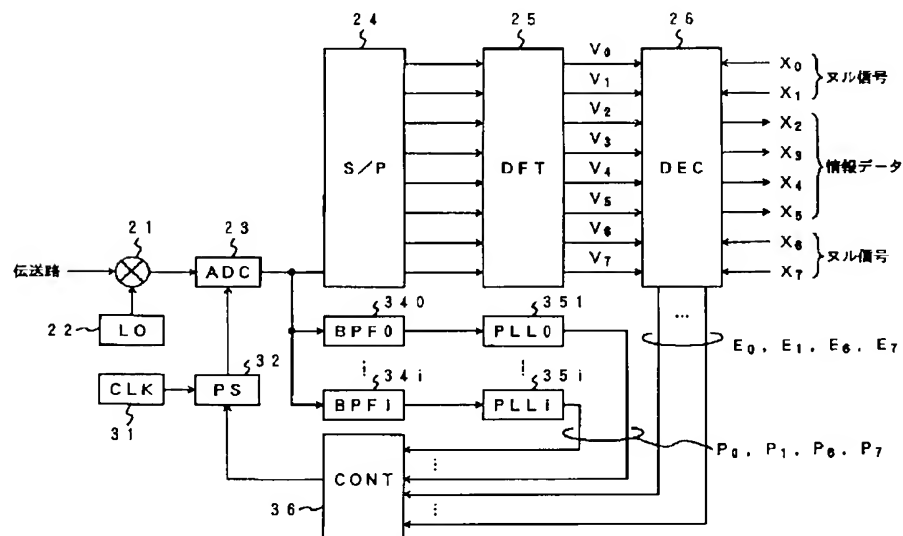 24
25
26
S/P
DFT
DEC
V₀
V₁
V₂
V₃
V₄
V₅
V₆
V₇
X₀
X₁
ヌル信号
X₂
X₃
X₄
X₅
情報データ
X₆
X₇
ヌル信号
伝送路
21
23
ADC
22
LO
340
BPF0
351
PLL0
…
E₀, E₁, E₆, E₇
32
CLK
PS
31
34i
BPFi
35i
PLLi
P₀, P₁, P₆, P₇
CONT
36